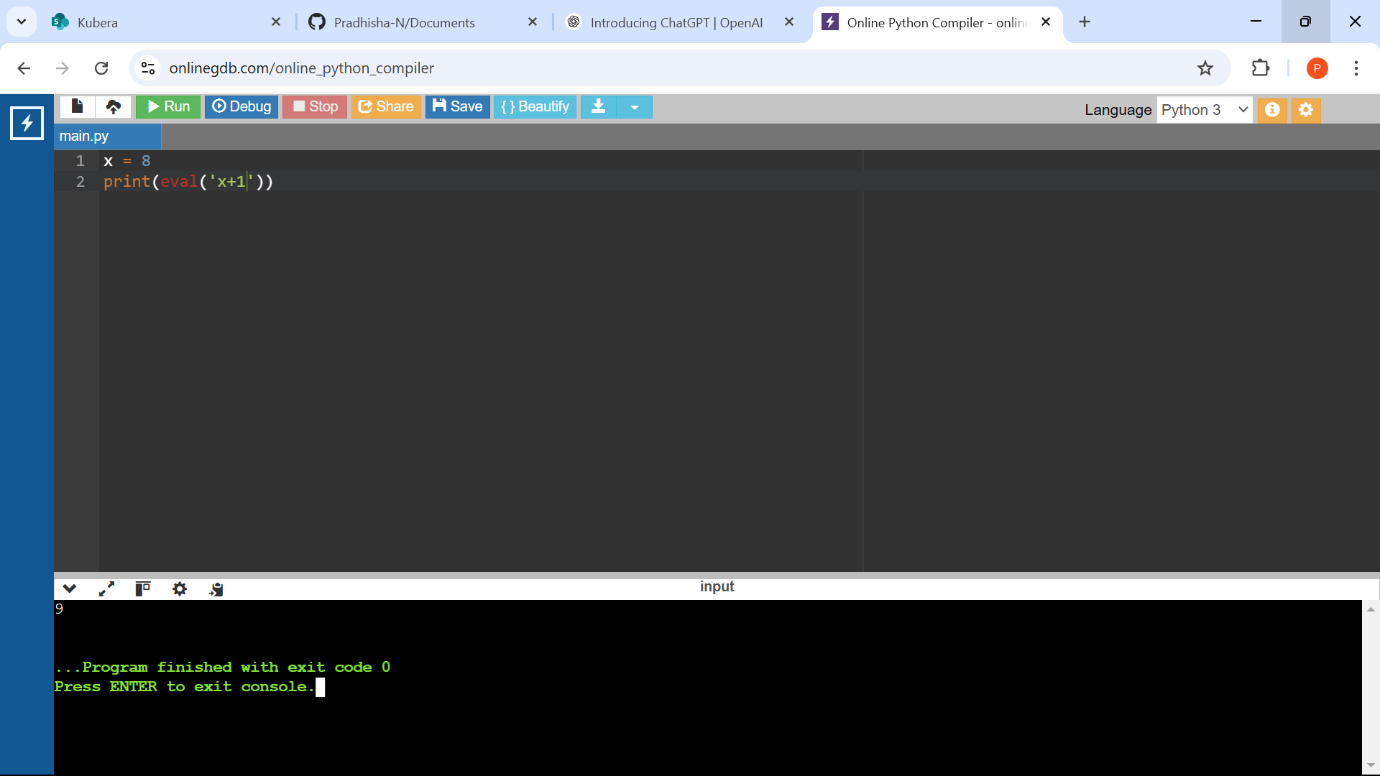 Kubera
Pradhisha-N/Documents
Introducing ChatGPT | OpenAI
Online Python Compiler - onlin
onlinegdb.com/online_python_compiler
P
Run Debug Stop Share Save { } Beautify
Language Python 3
main.py
1 x = 8
2 print(eval('x+1'))
input
9
...Program finished with exit code 0
Press ENTER to exit console.